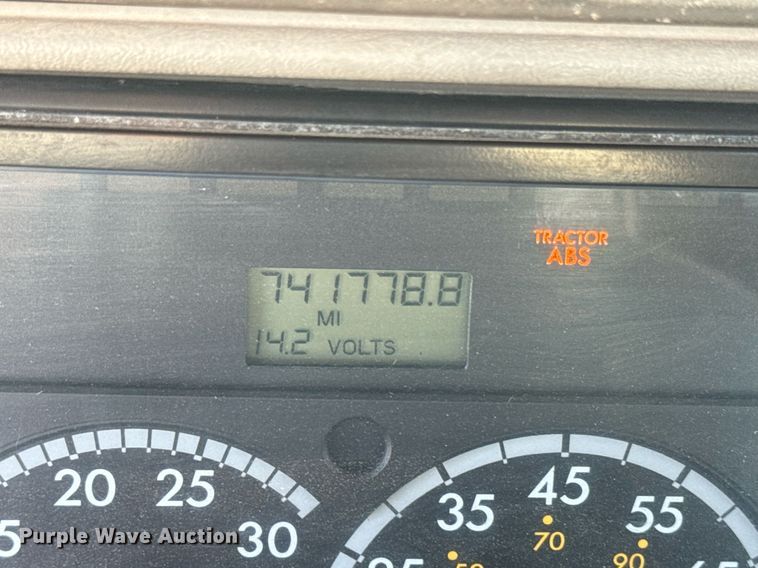 TRACTOR
ABS
741778.8
MI
14.2 VOLTS
20 25 30
35 45 55
70 90
Purple Wave Auction